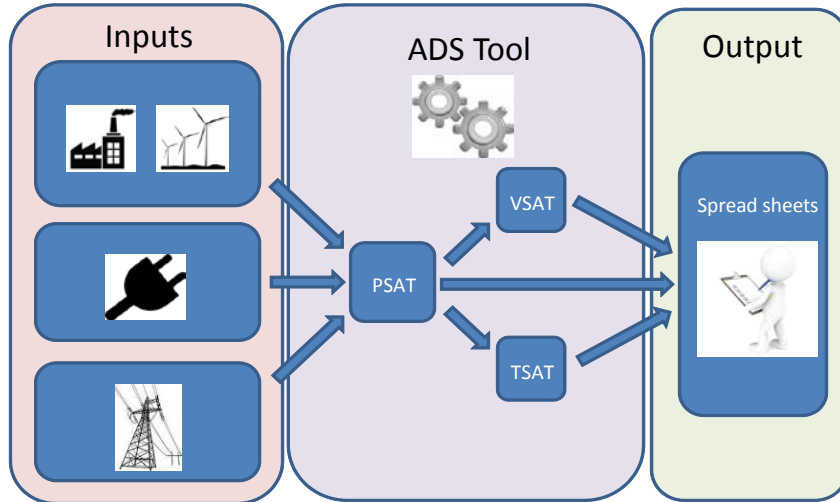 Inputs
ADS Tool
Output
VSAT
Spread sheets
PSAT
TSAT